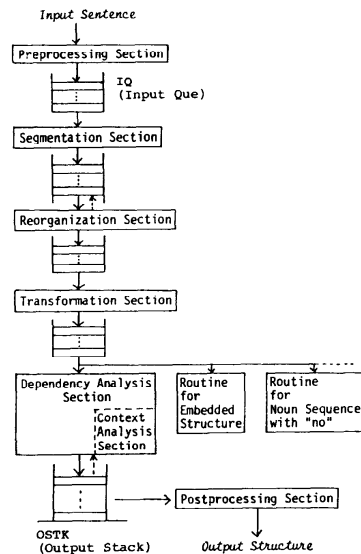 Input Sentence
Preprocessing Section
IQ
(Input Que)
Segmentation Section
Reorganization Section
Transformation Section
Dependency Analysis
Section
Context
Analysis
Section
Routine
for
Embedded
Structure
Routine
for
Noun Sequence
with "no"
OSTK
(Output Stack)
Postprocessing Section
Output Structure